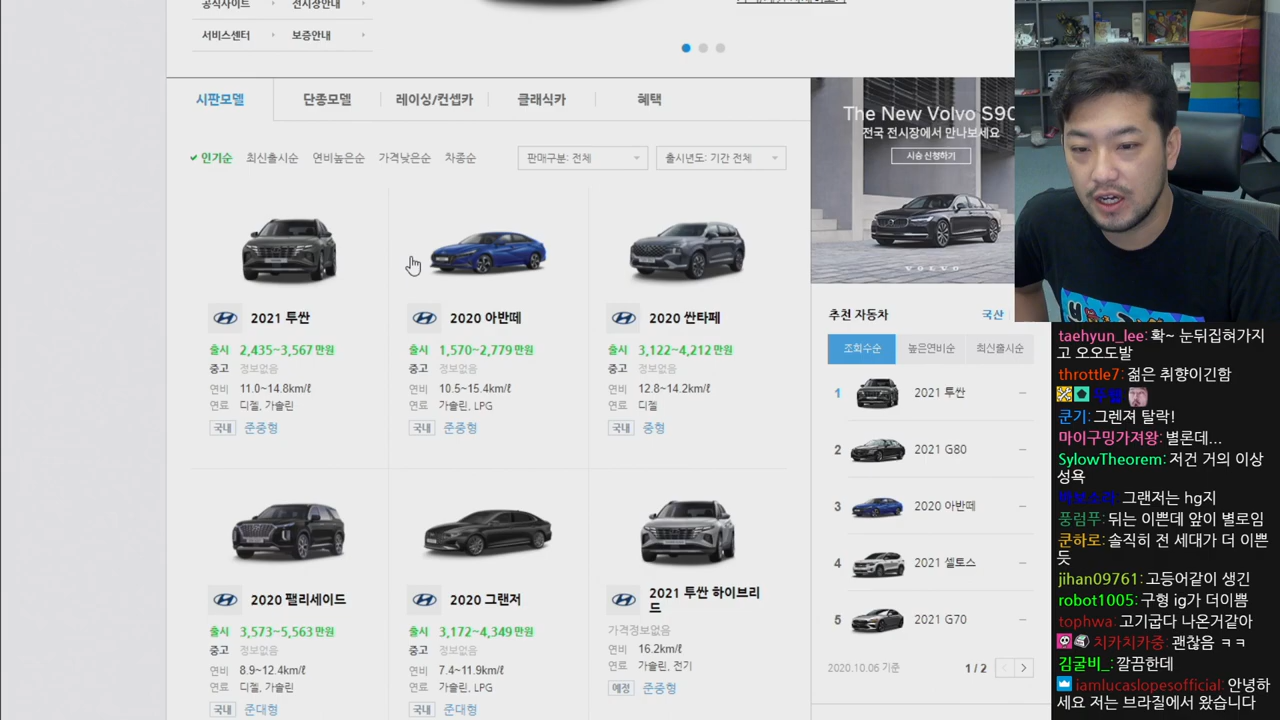 공식사이트
전시장안내
서비스센터
보증안내
시판모델
단종모델
레이싱/컨셉카
클래식카
혜택
인기순
최신출시순
연비높은순
가격낮은순
차종순
판매구분: 전체
출시년도: 기간 전체
2021 투싼
출시 2,435~3,567 만원
중고 정보없음
연비 11.0~14.8km/ℓ
연료 디젤, 가솔린
국내 준중형
2020 아반떼
출시 1,570~2,779 만원
중고 정보없음
연비 10.5~15.4km/ℓ
연료 가솔린, LPG
국내 준중형
2020 싼타페
출시 3,122~4,212 만원
중고 정보없음
연비 12.8~14.2km/ℓ
연료 디젤
국내 중형
2020 팰리세이드
출시 3,573~5,563 만원
중고 정보없음
연비 8.9~12.4km/ℓ
연료 디젤, 가솔린
국내 준대형
2020 그랜저
출시 3,172~4,349 만원
중고 정보없음
연비 7.4~11.9km/ℓ
연료 가솔린, LPG
국내 준대형
2021 투싼 하이브리
드
가격정보없음
연비 16.2km/ℓ
연료 가솔린, 전기
예정 준중형
The New Volvo S90
전국 전시장에서 만나보세요
시승 신청하기
VOLVO
추천 자동차
국산
조회수순
높은연비순
최신출시순
1 2021 투싼
2 2021 G80
3 2020 아반떼
4 2021 셀토스
5 2021 G70
2020.10.06 기준
1 / 2
taehyun_lee: 확~ 눈뒤집혀가지
고 오오도발
throttle7: 젊은 취향이긴함
쿤기: 그렌져 탈락!
마이구밍가져왕: 별론데...
SylowTheorem: 저건 거의 이상
성욕
그랜저는 hg지
풍럼푸: 뒤는 이쁜데 앞이 별로임
쿤하로: 솔직히 전 세대가 더 이쁜
듯
jihan09761: 고등어같이 생긴
robot1005: 구형 ig가 더이쁨
tophwa: 고기굽다 나온거같아
치카치카중: 괜찮음 ㅋㅋ
김굴비_: 깔끔한데
iamlucaslopesofficial: 안녕하
세요 저는 브라질에서 왔습니다